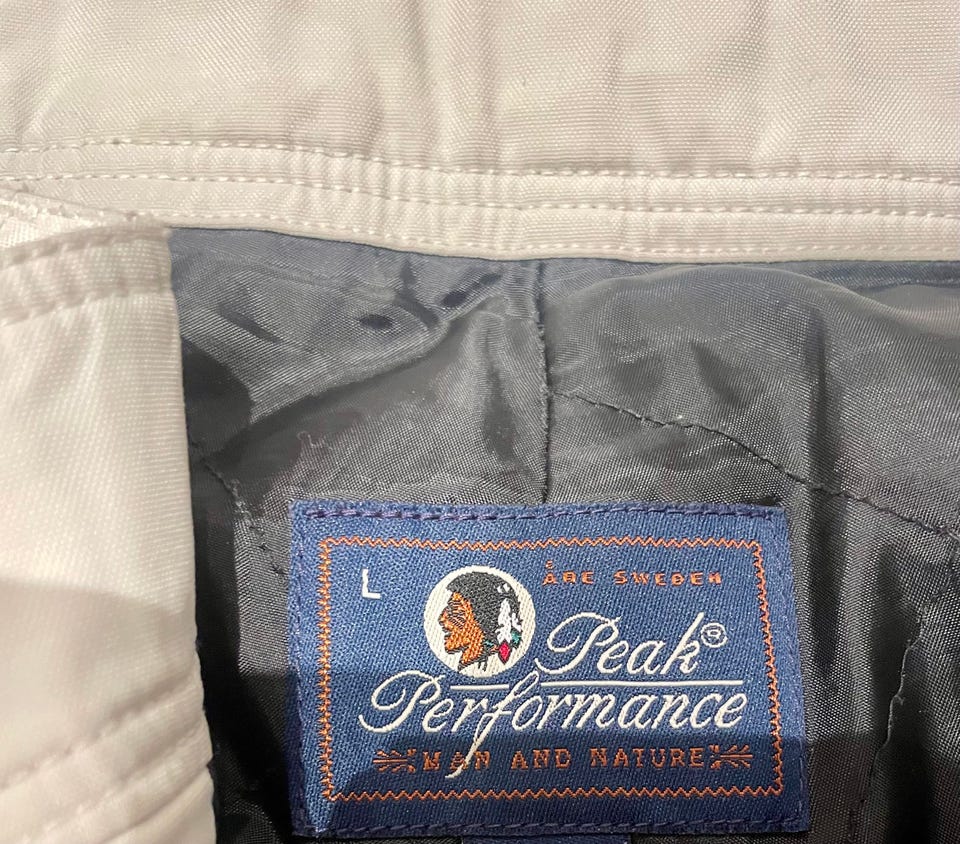 L
ÅRE SWEDEN
Peak®
Performance
MAN AND NATURE